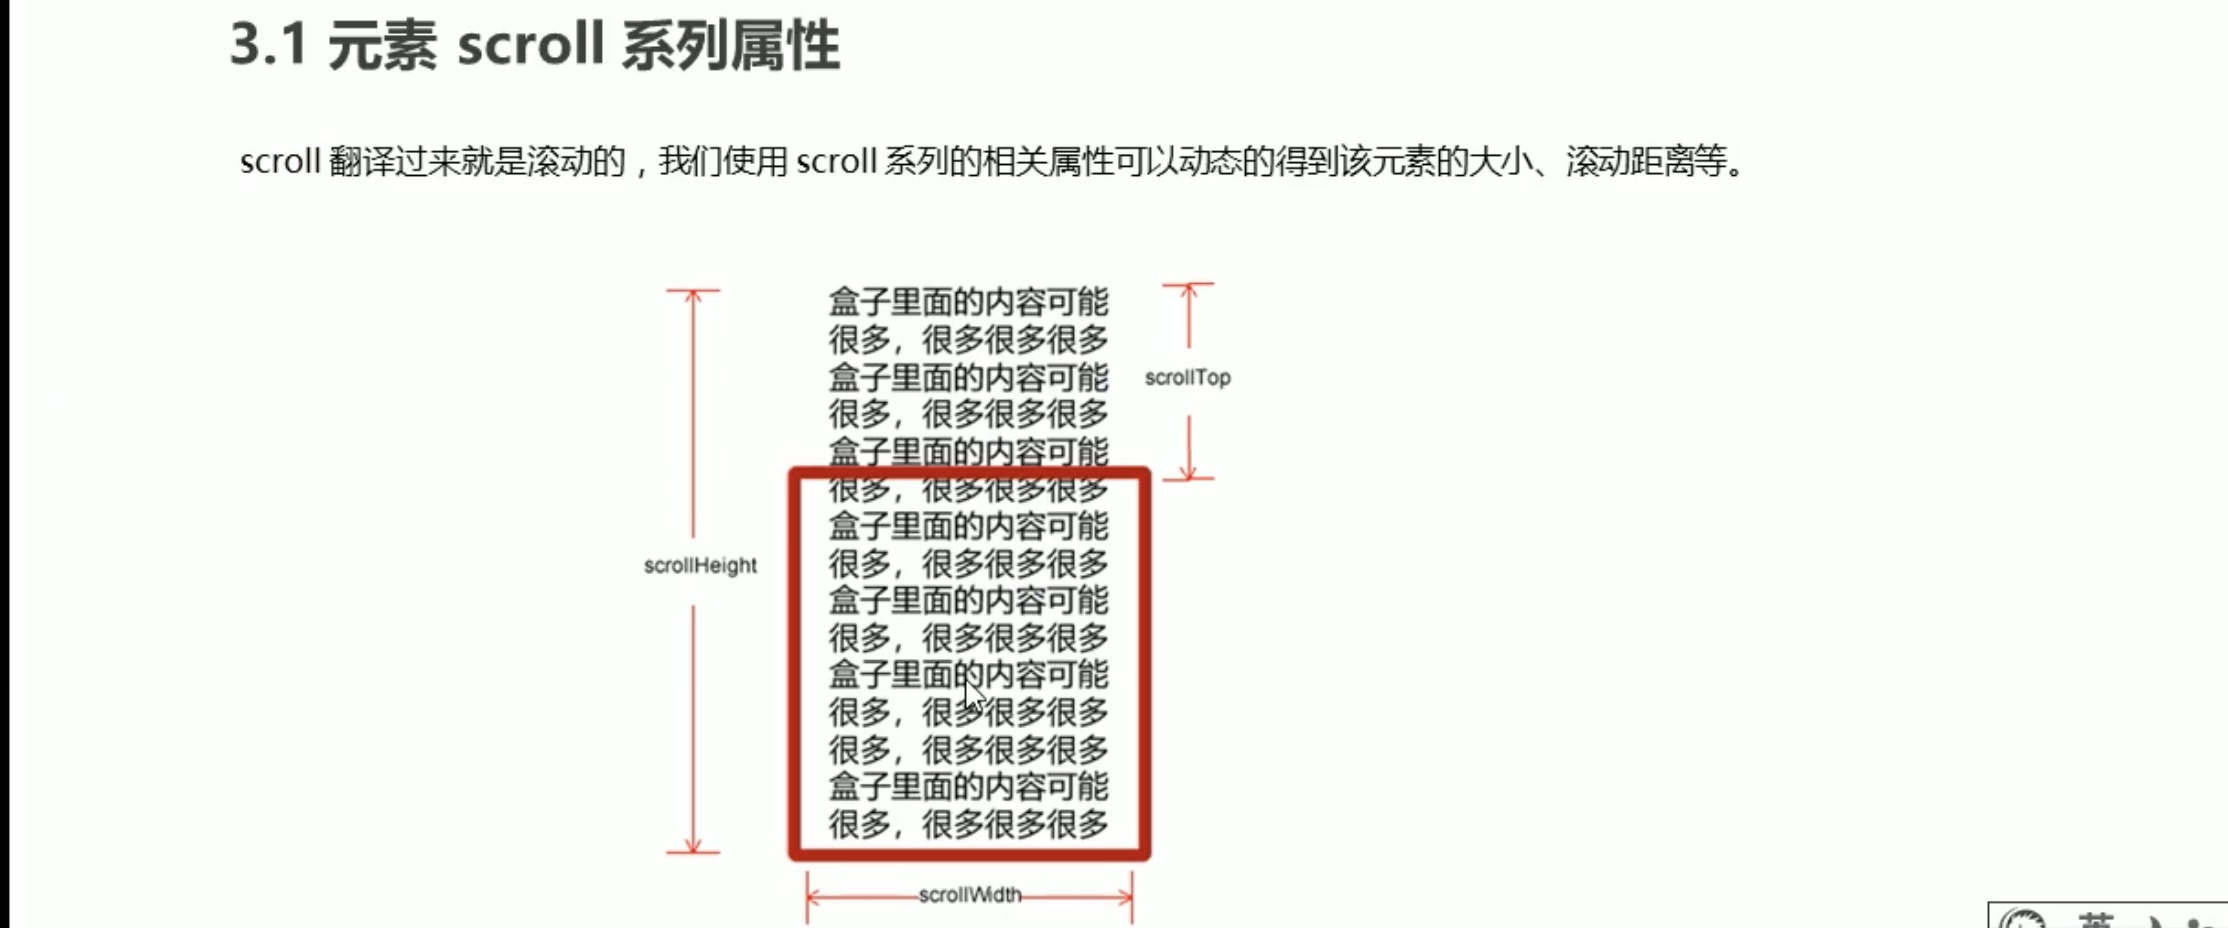 3.1 元素 scroll 系列属性
scroll 翻译过来就是滚动的，我们使用 scroll 系列的相关属性可以动态的得到该元素的大小、滚动距离等。
盒子里面的内容可能
很多，很多很多很多
盒子里面的内容可能
scrollTop
很多，很多很多很多
盒子里面的内容可能
很多，很多很多很多
盒子里面的内容可能
很多，很多很多很多
scrollHeight
盒子里面的内容可能
很多，很多很多很多
盒子里面的内容可能
很多，很多很多很多
很多，很多很多很多
盒子里面的内容可能
很多，很多很多很多
scrollWidth
英